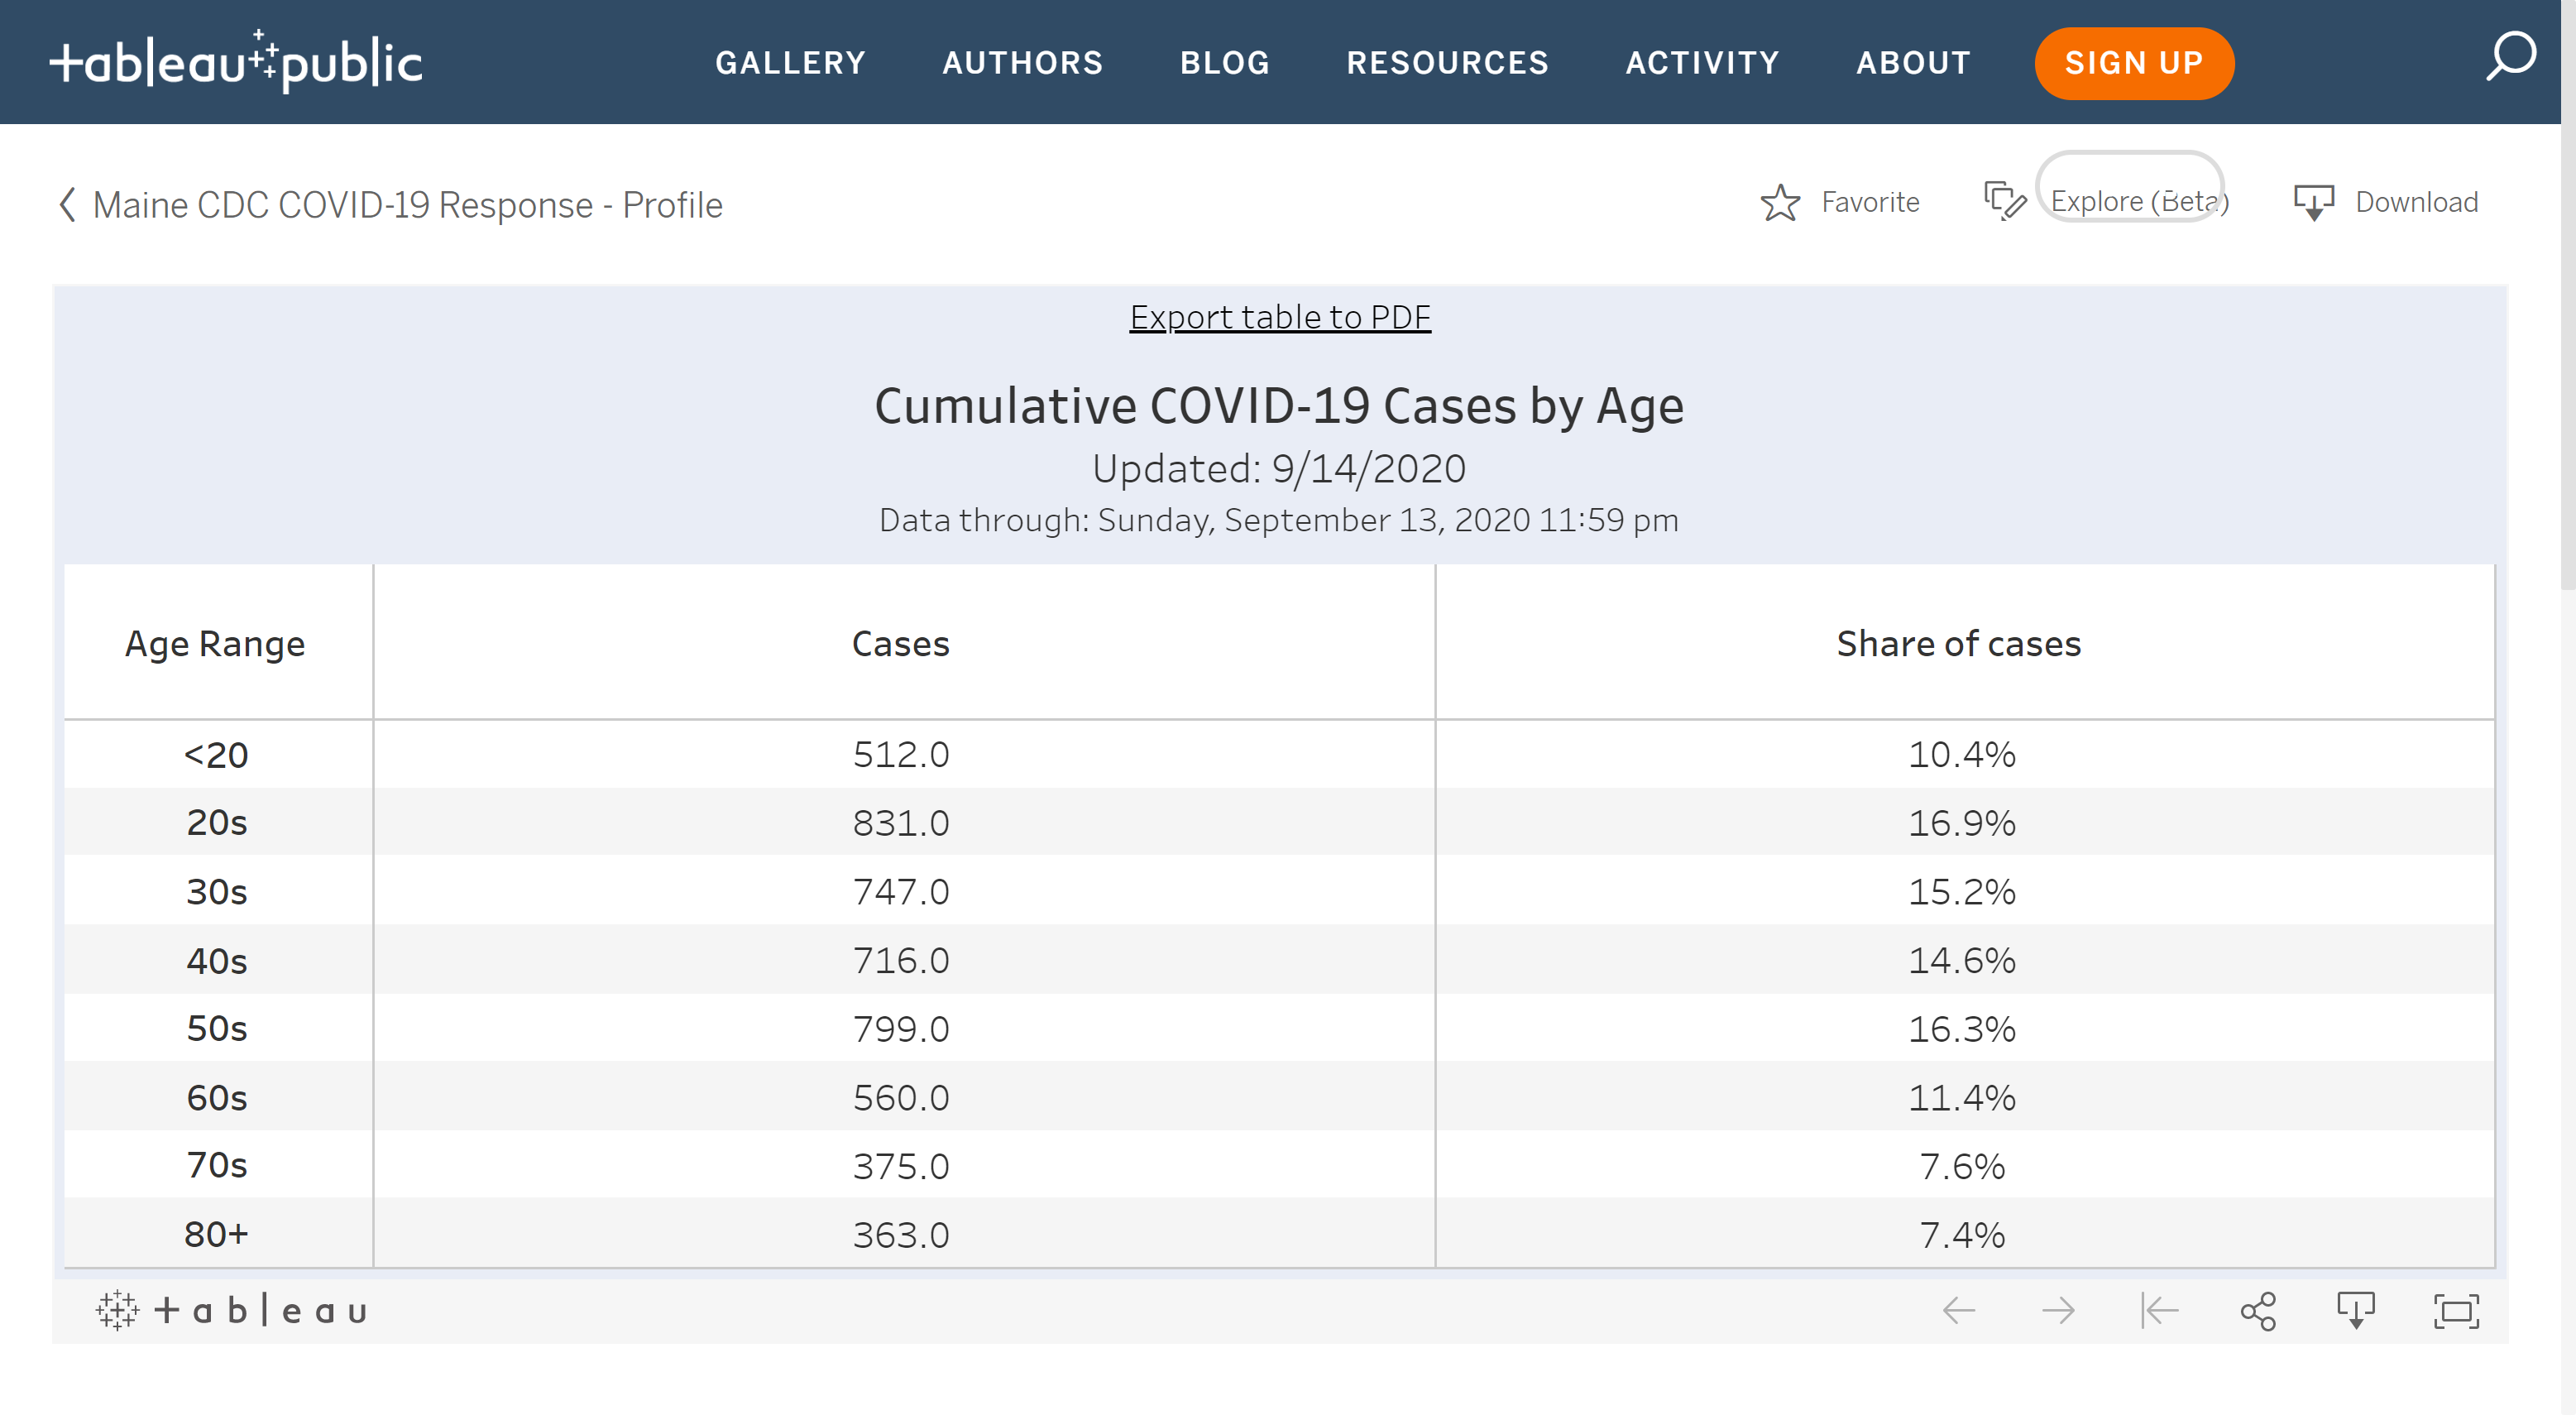 tableau public GALLERY AUTHORS BLOG RESOURCES ACTIVITY ABOUT SIGN UP
Maine CDC COVID-19 Response - Profile Favorite Explore (Beta) Download
Export table to PDF
Cumulative COVID-19 Cases by Age
Updated: 9/14/2020
Data through: Sunday, September 13, 2020 11:59 pm
Age Range Cases Share of cases
<20 512.0 10.4%
20s 831.0 16.9%
30s 747.0 15.2%
40s 716.0 14.6%
50s 799.0 16.3%
60s 560.0 11.4%
70s 375.0 7.6%
80+ 363.0 7.4%
tableau